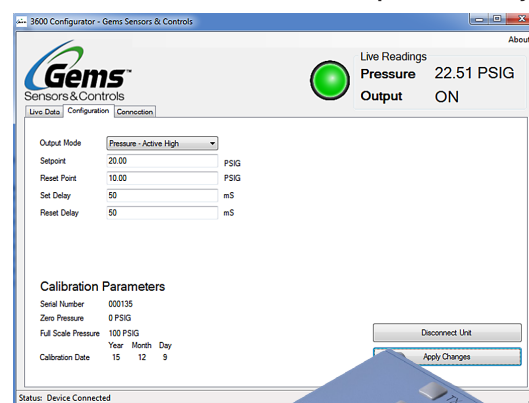 3600 Configurator - Gems Sensors & Controls
About
Live Readings
Pressure 22.51 PSIG
Output ON
Gems™
Sensors & Controls
Live Data Configuration Connection
Output Mode Pressure - Active High
Setpoint 20.00 PSIG
Reset Point 10.00 PSIG
Set Delay 50 mS
Reset Delay 50 mS
Calibration Parameters
Serial Number 000135
Zero Pressure 0 PSIG
Full Scale Pressure 100 PSIG
Year Month Day
Calibration Date 15 12 9
Disconnect Unit
Apply Changes
Status: Device Connected